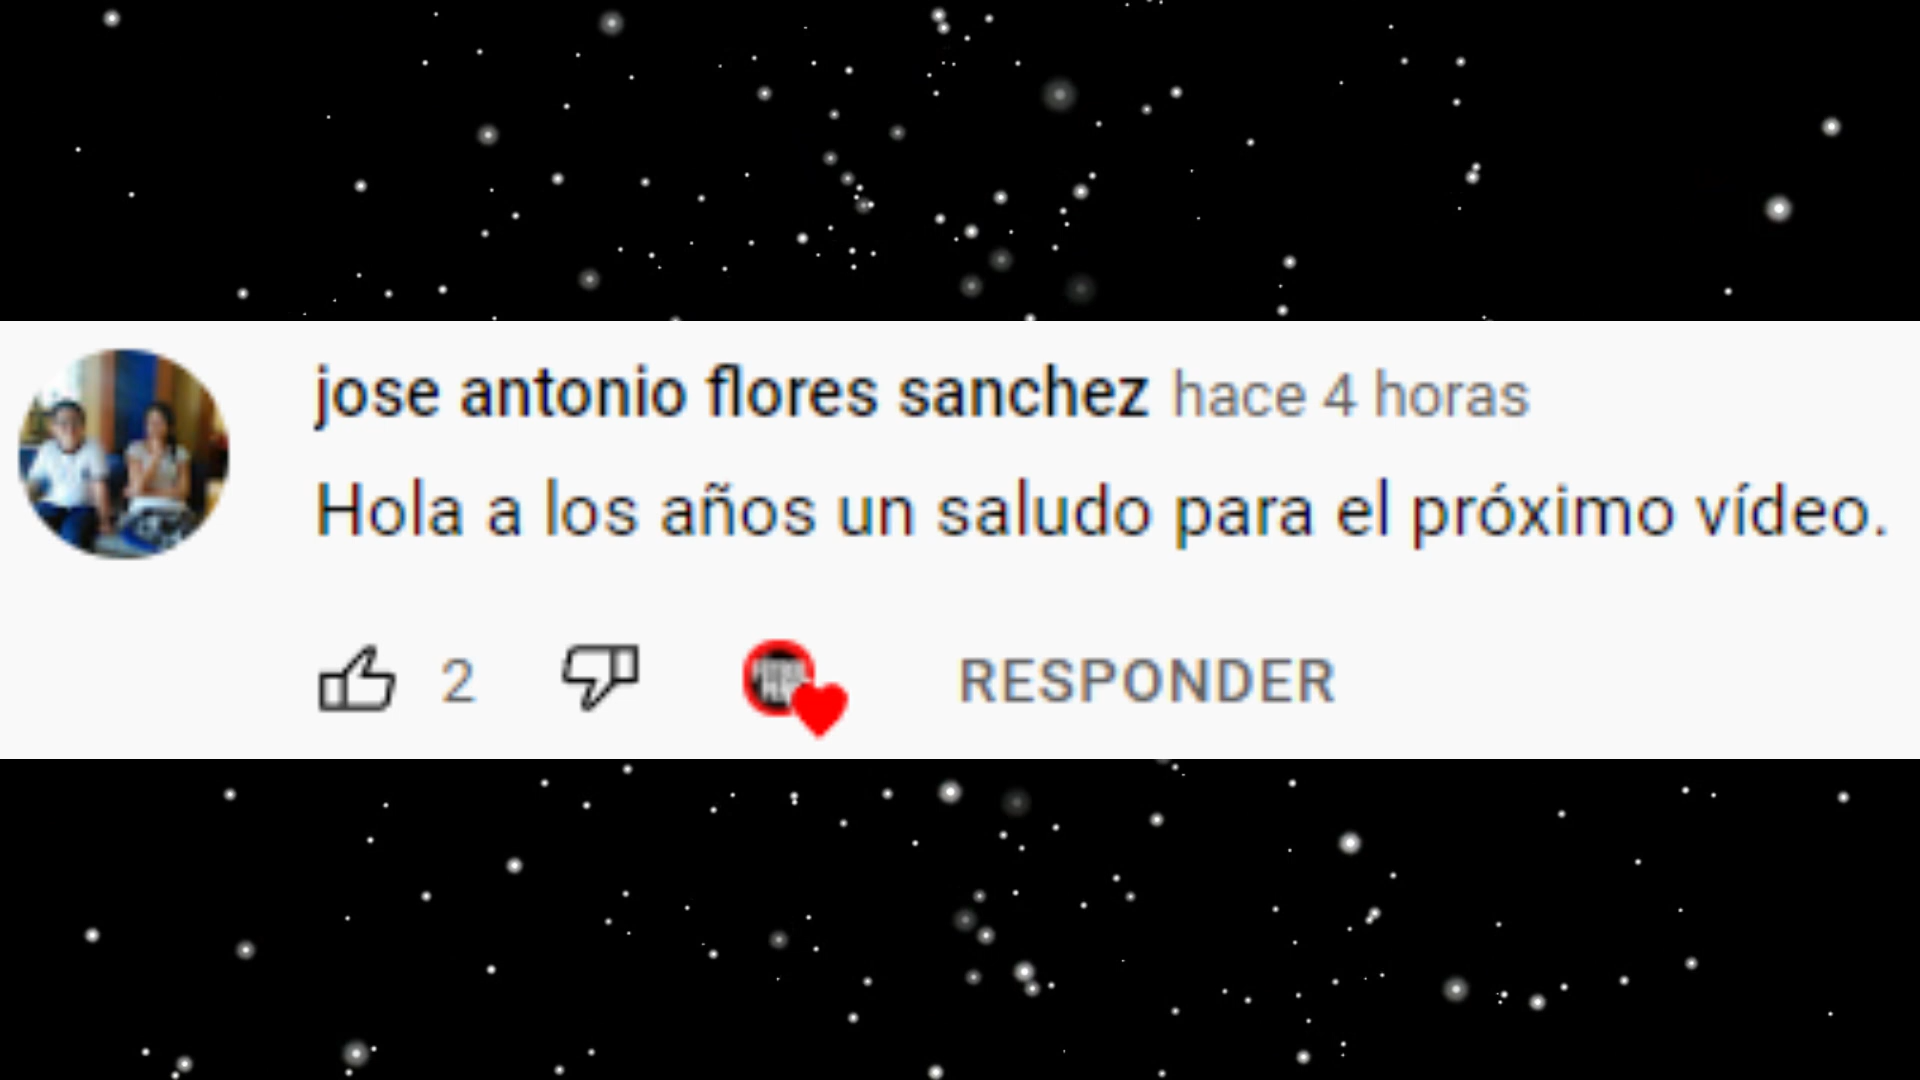 jose antonio flores sanchez hace 4 horas
Hola a los años un saludo para el próximo vídeo.
2 RESPONDER